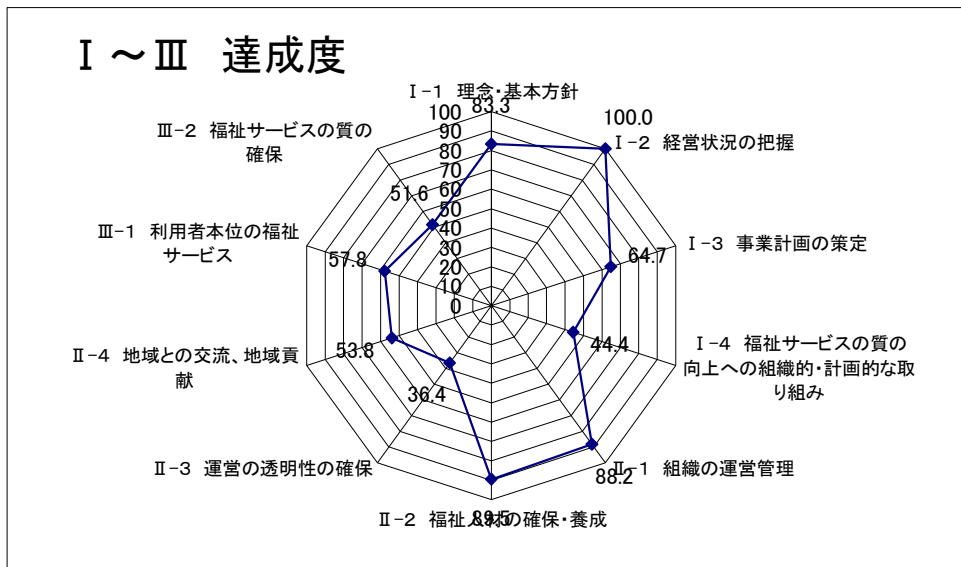 Ⅰ～Ⅲ 達成度
Ⅰ-1 理念・基本方針
83.3
100.0
Ⅰ-2 経営状況の把握
64.7
Ⅰ-3 事業計画の策定
44.4
Ⅰ-4 福祉サービスの質の
向上への組織的・計画的な取
り組み
Ⅱ-1 組織の運営管理
88.2
Ⅱ-2 福祉人材の確保・養成
89.5
Ⅱ-3 運営の透明性の確保
36.4
Ⅱ-4 地域との交流、地域貢
献
53.8
Ⅲ-1 利用者本位の福祉
サービス
57.8
Ⅲ-2 福祉サービスの質の
確保
51.6
100
90
80
70
60
50
40
30
20
10
0